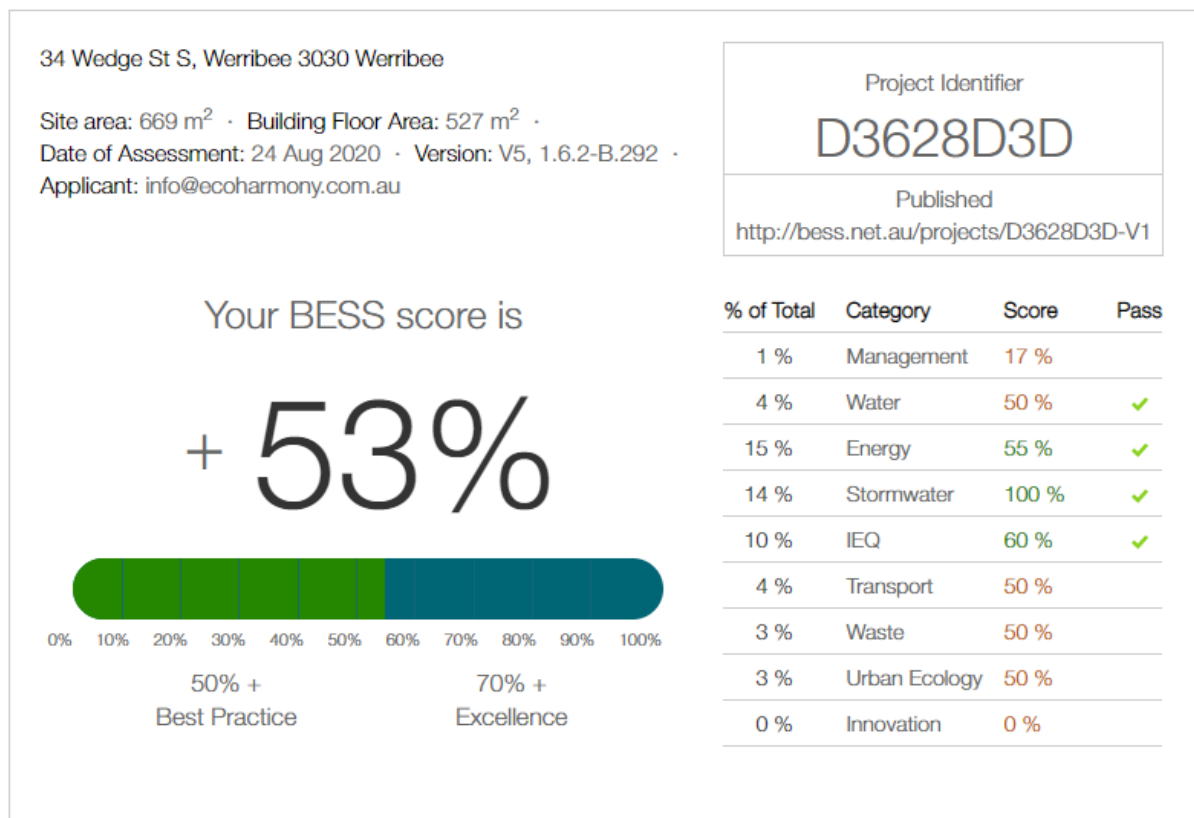 34 Wedge St S, Werribee 3030 Werribee
Site area: 669 m² · Building Floor Area: 527 m² ·
Date of Assessment: 24 Aug 2020 · Version: V5, 1.6.2-B.292 ·
Applicant: info@ecoharmony.com.au
Project Identifier
D3628D3D
Published
http://bess.net.au/projects/D3628D3D-V1
Your BESS score is
+ 53%
0% 10% 20% 30% 40% 50% 60% 70% 80% 90% 100%
50% + 70% +
Best Practice Excellence
% of Total Category Score Pass
1 % Management 17 %
4 % Water 50 % ✔
15 % Energy 55 % ✔
14 % Stormwater 100 % ✔
10 % IEQ 60 % ✔
4 % Transport 50 %
3 % Waste 50 %
3 % Urban Ecology 50 %
0 % Innovation 0 %